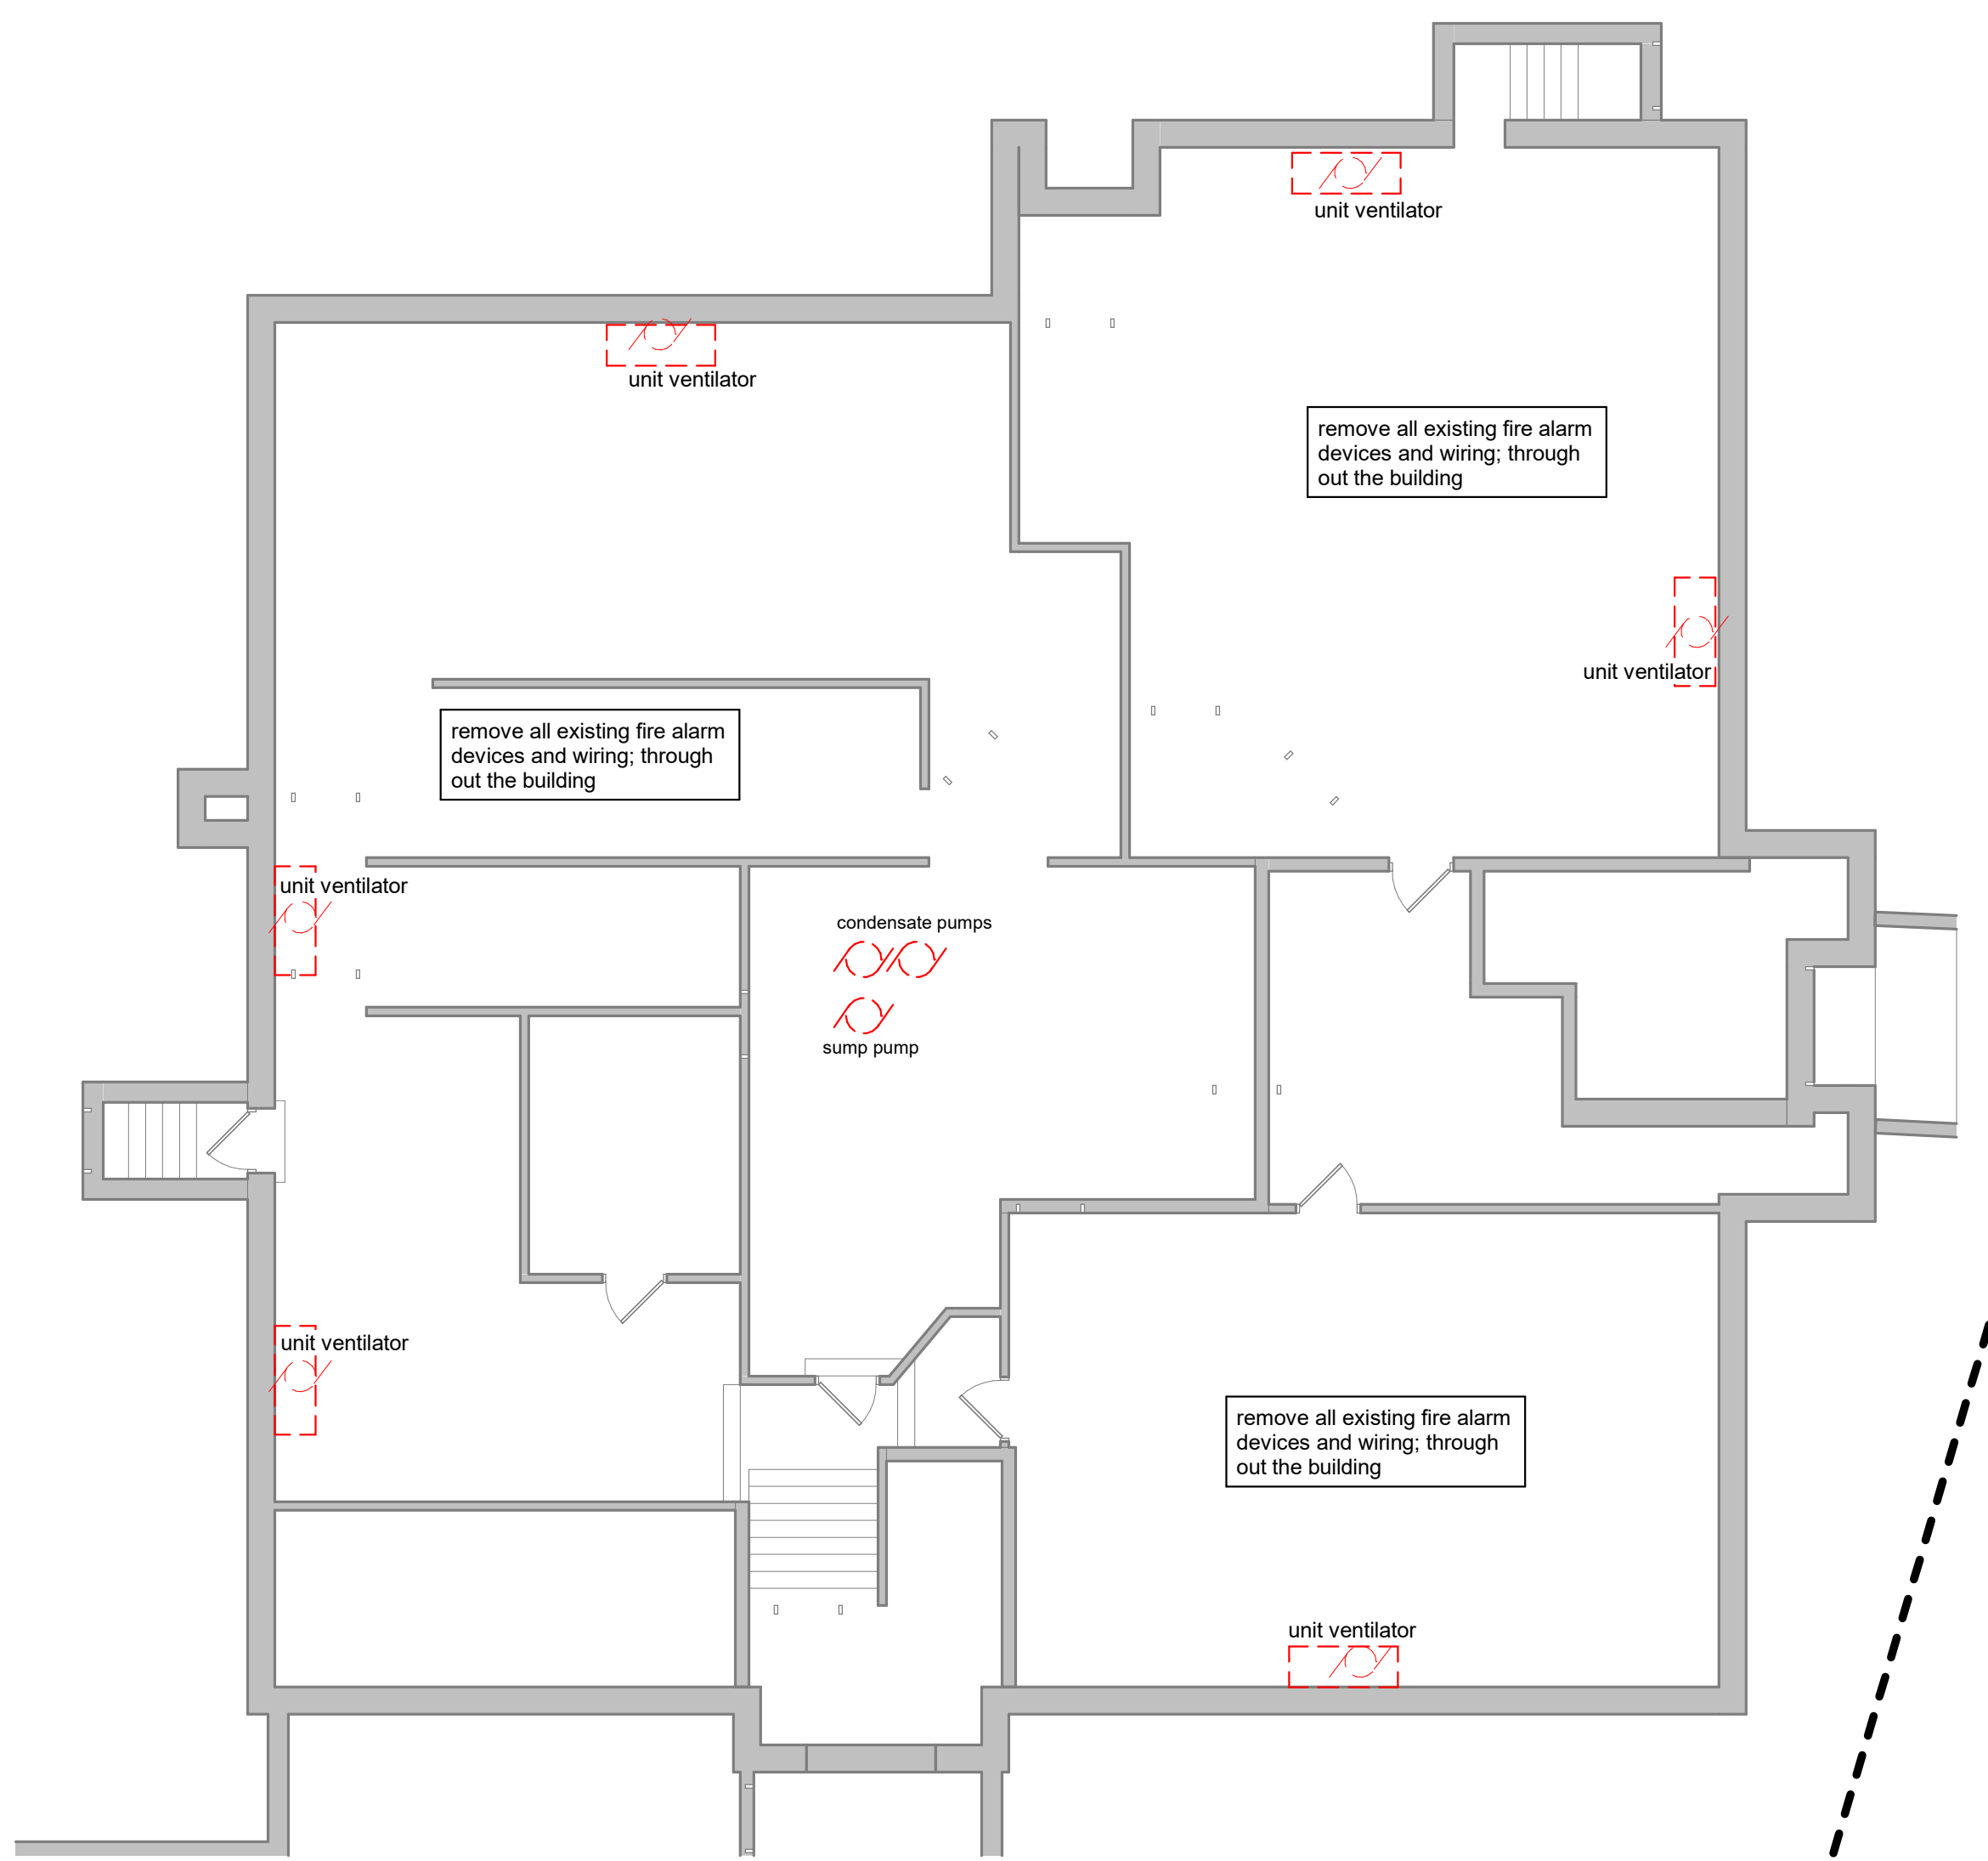 unit ventilator
unit ventilator
remove all existing fire alarm
devices and wiring; through
out the building
unit ventilator
remove all existing fire alarm
devices and wiring; through
out the building
unit ventilator
condensate pumps
sump pump
unit ventilator
remove all existing fire alarm
devices and wiring; through
out the building
unit ventilator